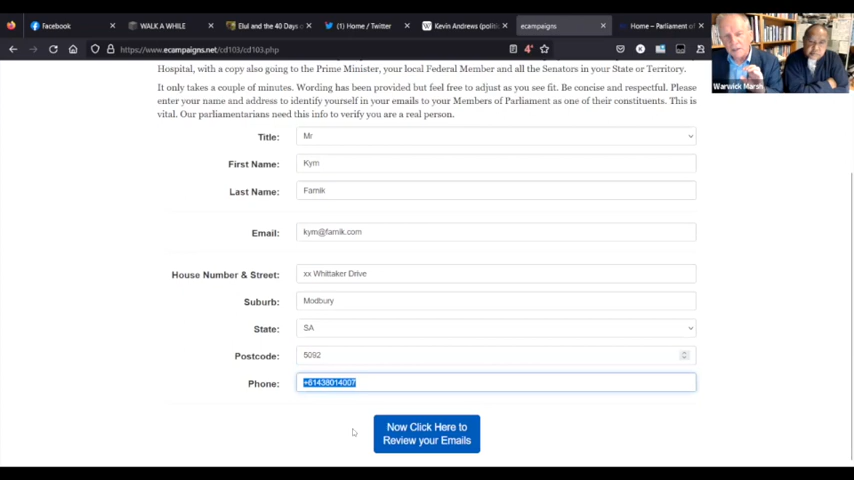 Facebook
WALK A WHILE
Elul and the 40 Days o
(1) Home / Twitter
Kevin Andrews (politi
ecampaigns
Home – Parliament of
https://www.ecampaigns.net/cd103/cd103.php
Hospital, with a copy also going to the Prime Minister, your local Federal Member and all the Senators in your State or Territory.
It only takes a couple of minutes. Wording has been provided but feel free to adjust as you see fit. Be concise and respectful. Please
enter your name and address to identify yourself in your emails to your Members of Parliament as one of their constituents. This is
vital. Our parliamentarians need this info to verify you are a real person.
Title: Mr
First Name: Kym
Last Name: Farnik
Email: kym@farnik.com
House Number & Street: xx Whittaker Drive
Suburb: Modbury
State: SA
Postcode: 5092
Phone: +61438014007
Now Click Here to
Review your Emails
Warwick Marsh